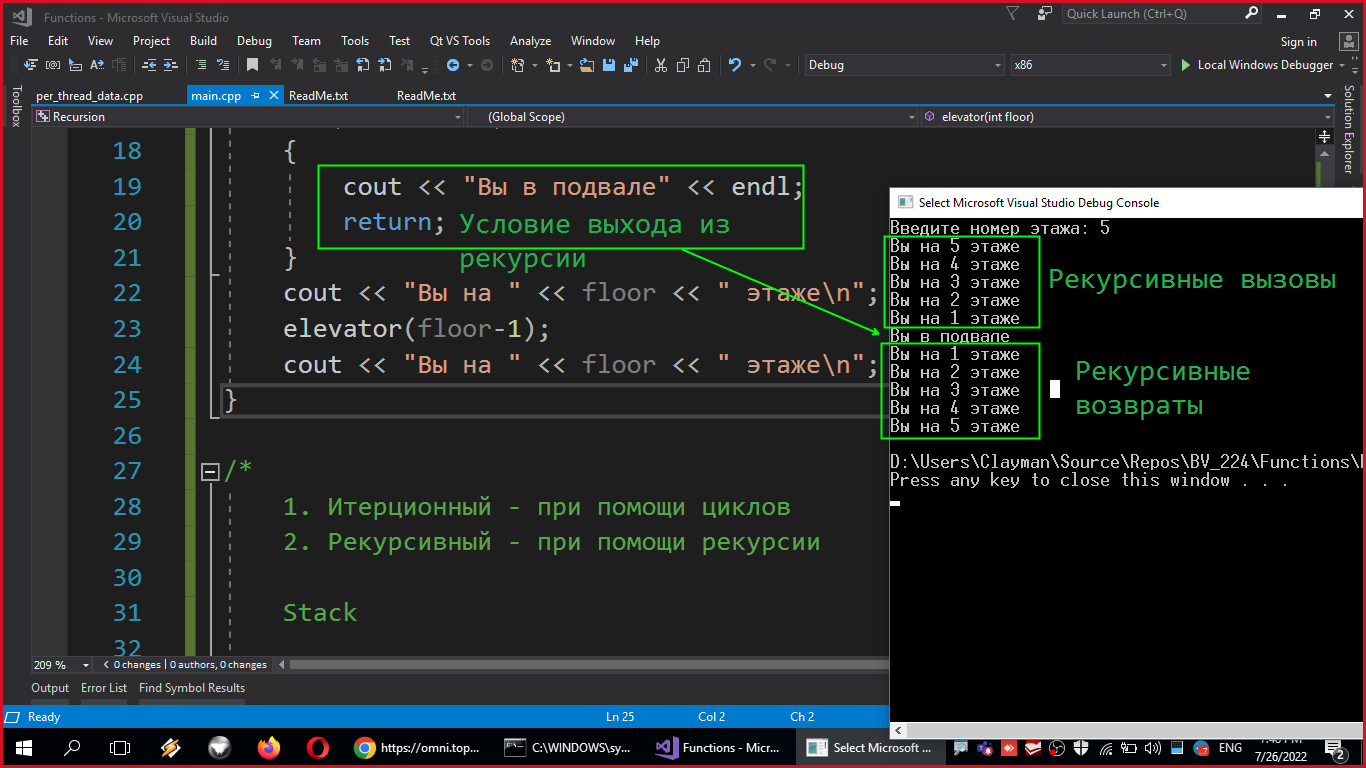 Functions - Microsoft Visual Studio
Quick Launch (Ctrl+Q)
File Edit View Project Build Debug Team Tools Test Qt VS Tools Analyze Window Help
Sign in
Debug x86 Local Windows Debugger
Toolbox
Solution Explorer
per_thread_data.cpp main.cpp ReadMe.txt ReadMe.txt
Recursion (Global Scope) elevator(int floor)
18 {
19 cout << "Вы в подвале" << endl;
20 return; Условие выхода из
рекурсии
21 }
22 cout << "Вы на " << floor << " этаже\n";
23 elevator(floor-1);
24 cout << "Вы на " << floor << " этаже\n";
25 }
26
27 /*
28 1. Итерционный - при помощи циклов
29 2. Рекурсивный - при помощи рекурсии
30
31 Stack
32
209 % 0 changes | 0 authors, 0 changes
Output Error List Find Symbol Results
Ready Ln 25 Col 2 Ch 2
Select Microsoft Visual Studio Debug Console
Введите номер этажа: 5
Вы на 5 этаже
Вы на 4 этаже
Вы на 3 этаже
Вы на 2 этаже
Вы на 1 этаже
Рекурсивные вызовы
Вы в подвале
Вы на 1 этаже
Вы на 2 этаже
Вы на 3 этаже
Вы на 4 этаже
Вы на 5 этаже
Рекурсивные
возвраты
D:\Users\Clayman\Source\Repos\BV_224\Functions\
Press any key to close this window . . .
https://omni.top... C:\WINDOWS\sy... Functions - Micr... Select Microsoft ... ENG
7/26/2022
2